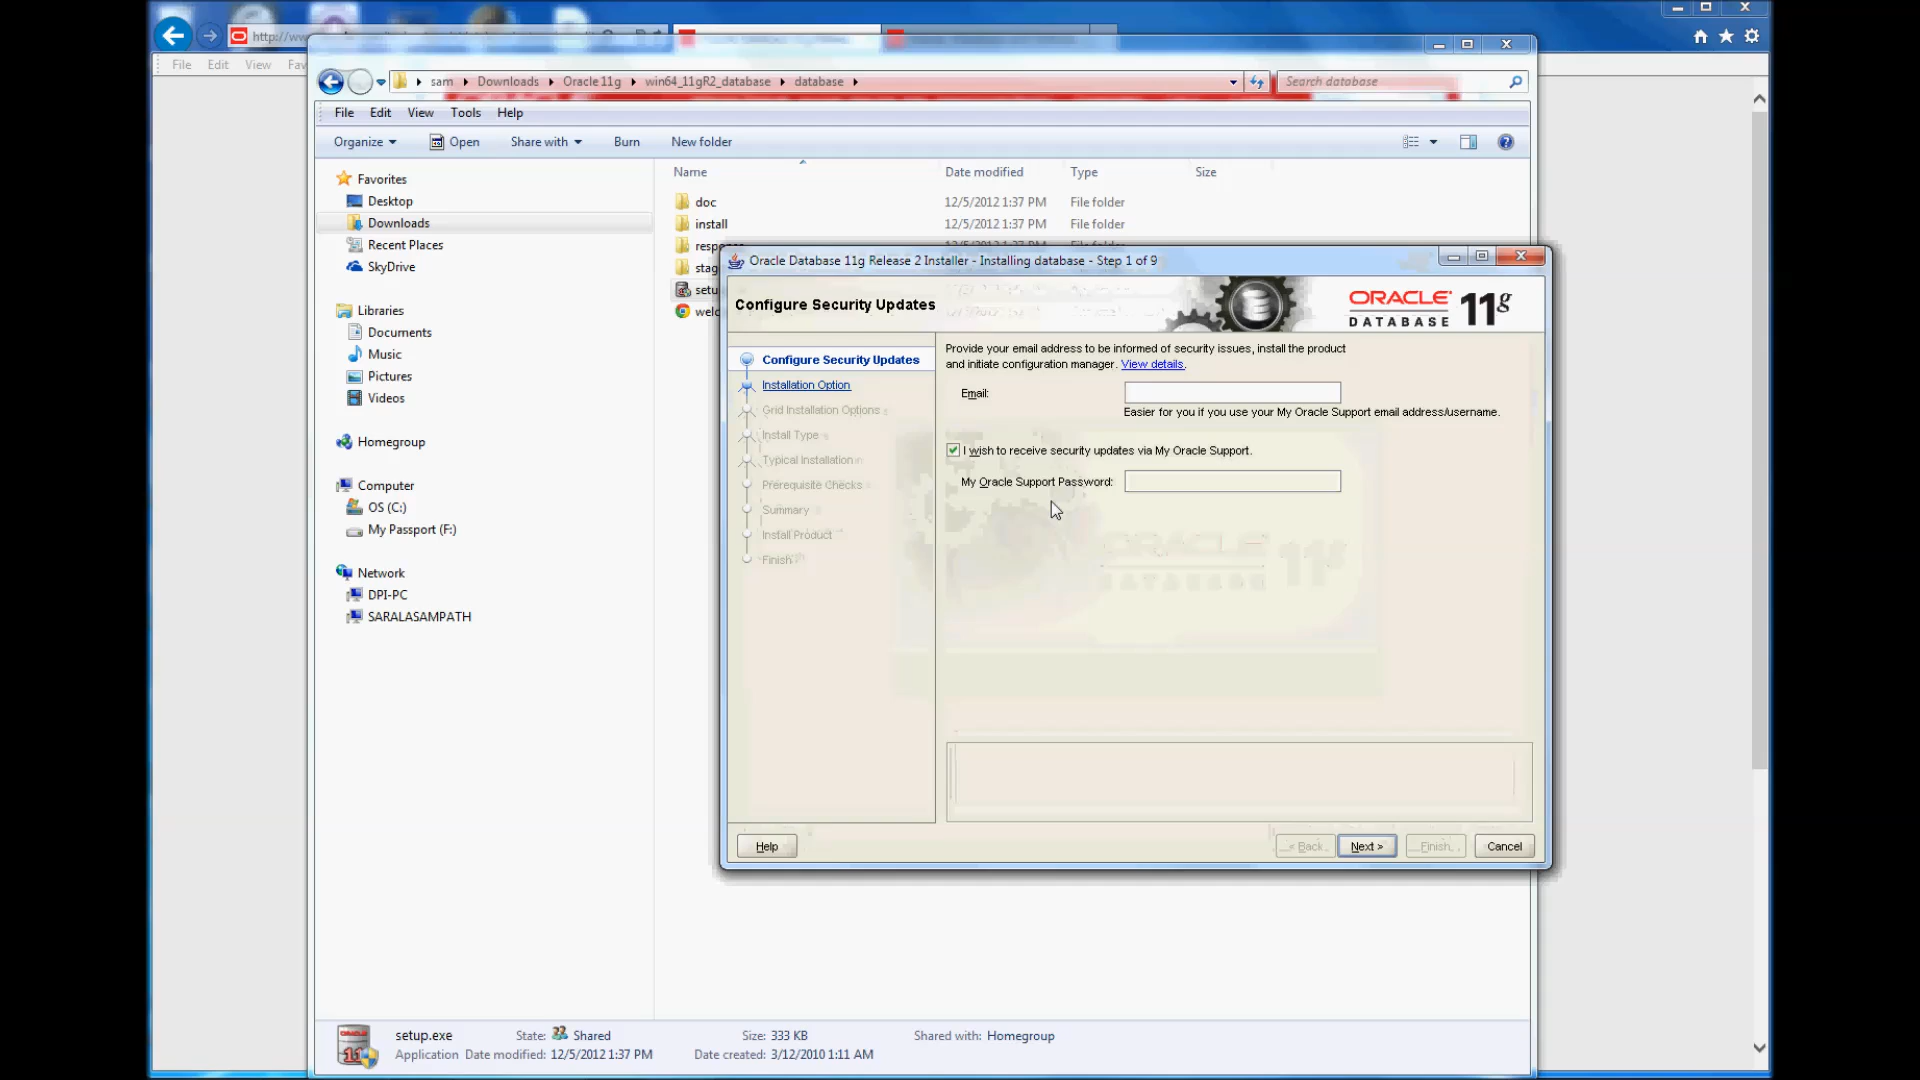 http://www.
File Edit View Fav
sam Downloads Oracle 11g win64_11gR2_database database
Search database
File Edit View Tools Help
Organize Open Share with Burn New folder
Name Date modified Type Size
Favorites
Desktop
Downloads
Recent Places
SkyDrive
Libraries
Documents
Music
Pictures
Videos
Homegroup
Computer
OS (C:)
My Passport (F:)
Network
DPI-PC
SARALASAMPATH
doc 12/5/2012 1:37 PM File folder
install 12/5/2012 1:37 PM File folder
Oracle Database 11g Release 2 Installer - Installing database - Step 1 of 9
Configure Security Updates
ORACLE DATABASE 11g
Configure Security Updates
Installation Option
Grid Installation Options
Install Type
Typical Installation
Prerequisite Checks
Summary
Install Product
Finish
Provide your email address to be informed of security issues, install the product
and initiate configuration manager. View details.
Email:
Easier for you if you use your My Oracle Support email address/username.
I wish to receive security updates via My Oracle Support.
My Oracle Support Password:
Help < Back Next > Finish Cancel
setup.exe State: Shared Size: 333 KB Shared with: Homegroup
Application Date modified: 12/5/2012 1:37 PM Date created: 3/12/2010 1:11 AM